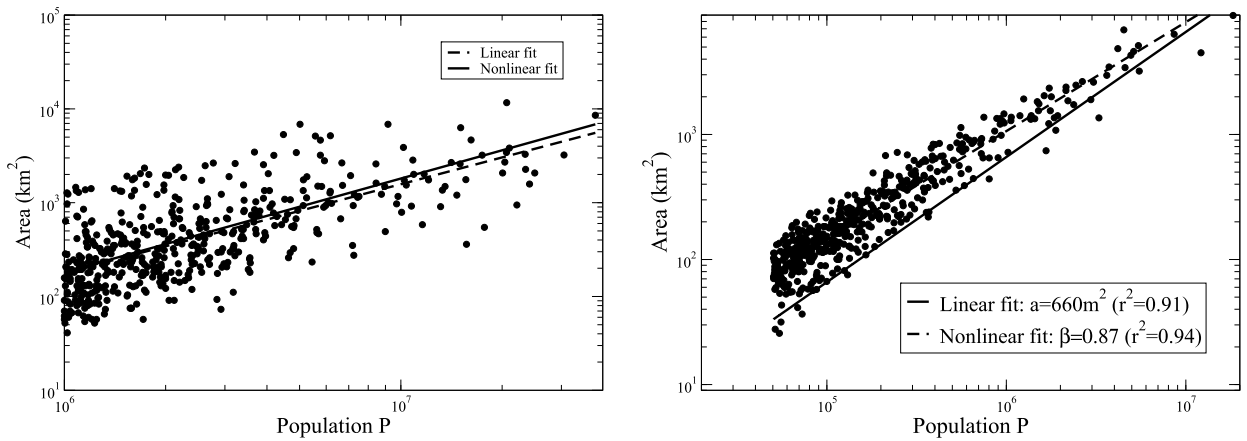 10^5
10^4
10^3
10^2
10^1
Area (km^2)
Linear fit
Nonlinear fit
10^6
10^7
Population P
10^3
10^2
10^1
Area (km^2)
Linear fit: a=660m^2 (r^2=0.91)
Nonlinear fit: β=0.87 (r^2=0.94)
10^5
10^6
10^7
Population P